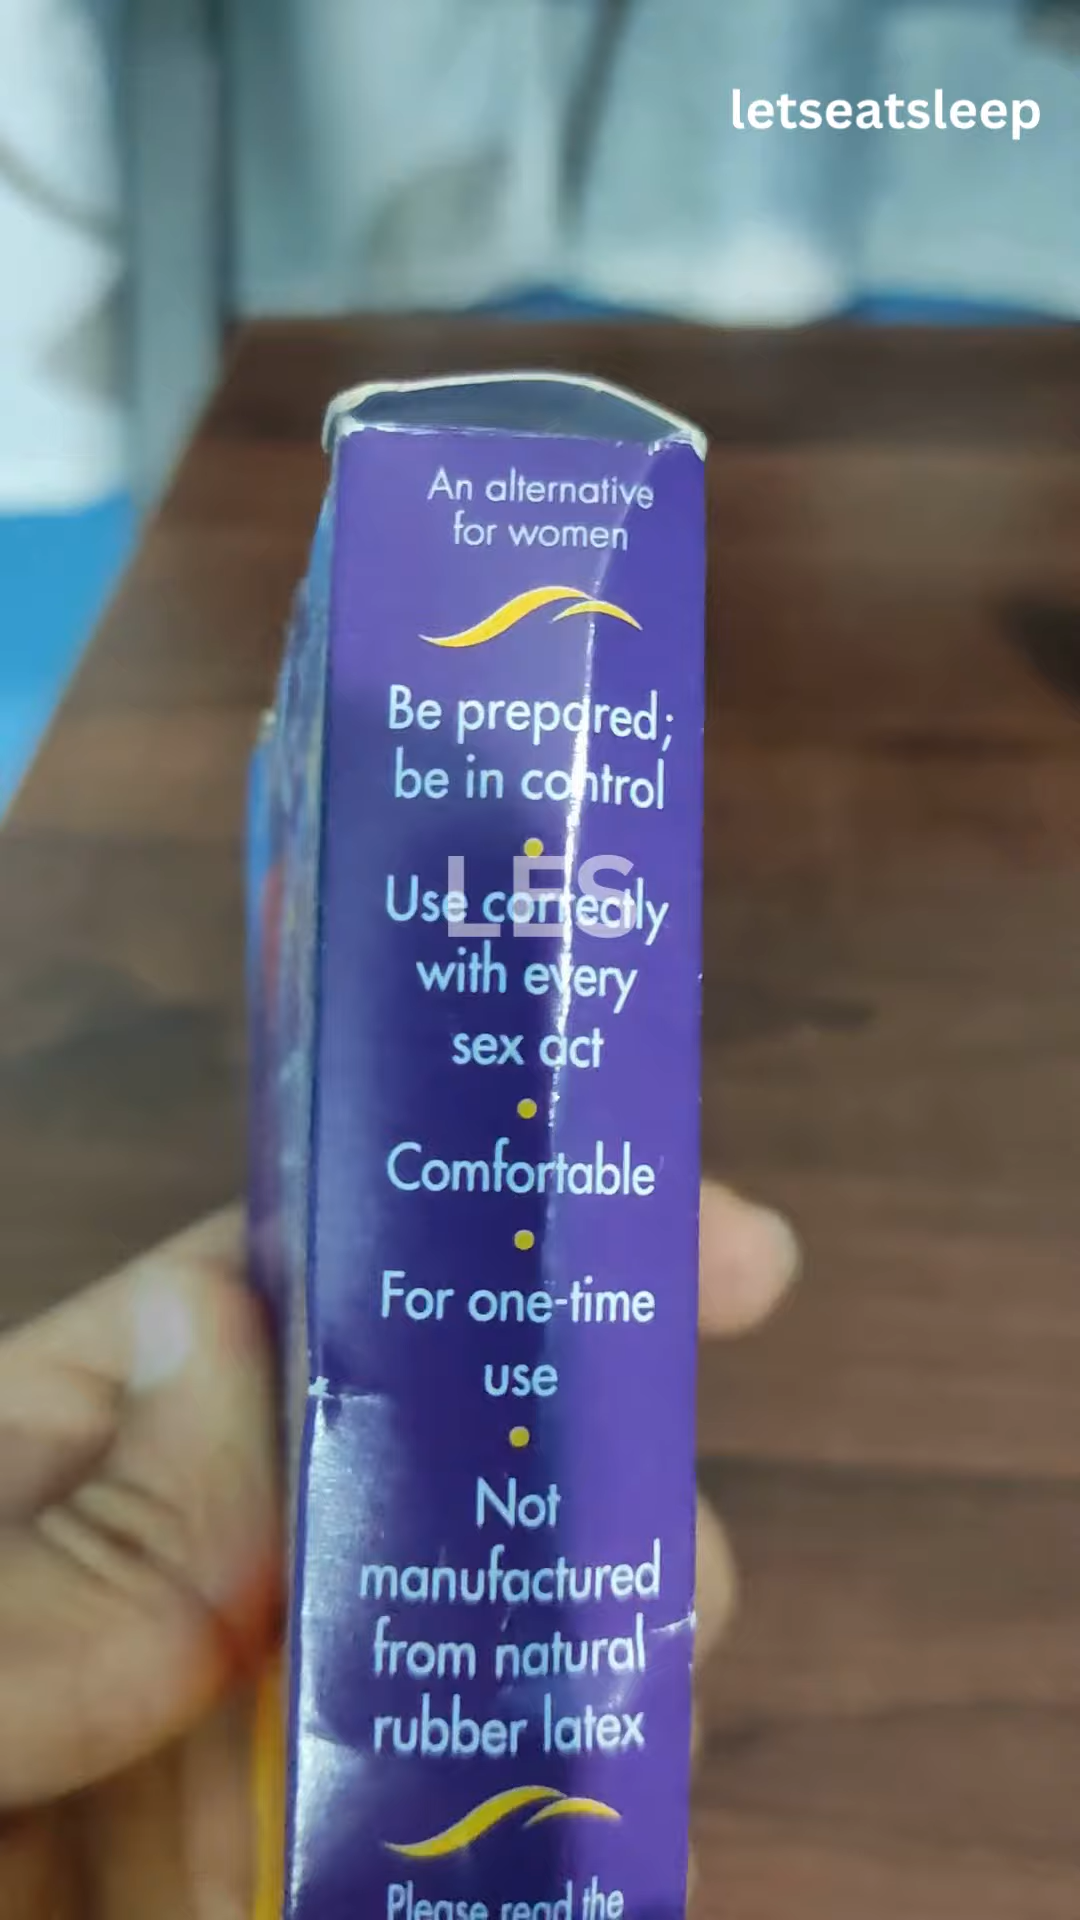 letseatsleep
An alternative
for women
Be prepared;
be in control
LES
Use correctly
with every
sex act
Comfortable
For one-time
use
Not
manufactured
from natural
rubber latex
Please read the